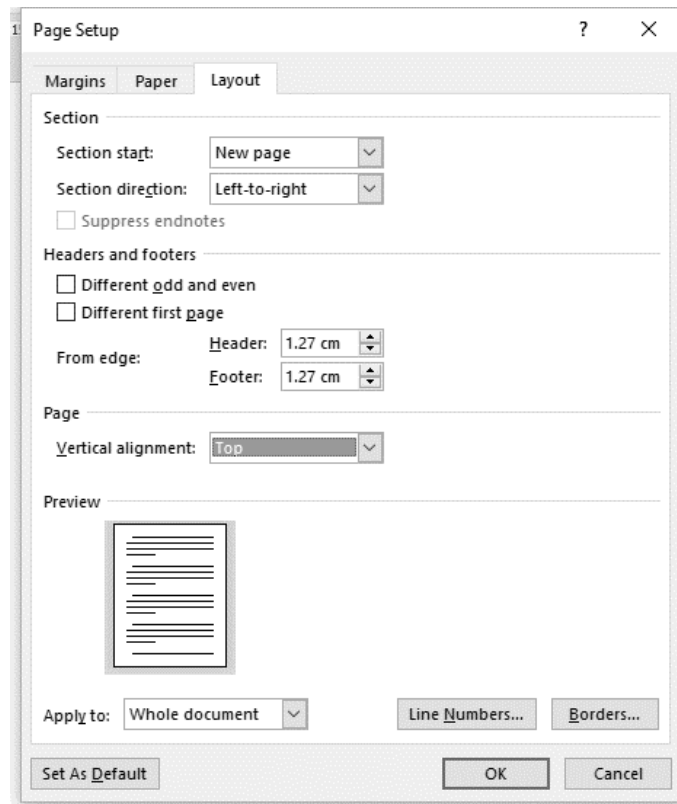 15
Page Setup ? ×
Margins Paper Layout
Section
Section start: New page
Section direction: Left-to-right
Suppress endnotes
Headers and footers
Different odd and even
Different first page
From edge:
Header: 1.27 cm
Footer: 1.27 cm
Page
Vertical alignment: Top
Preview
Apply to: Whole document Line Numbers... Borders...
Set As Default OK Cancel